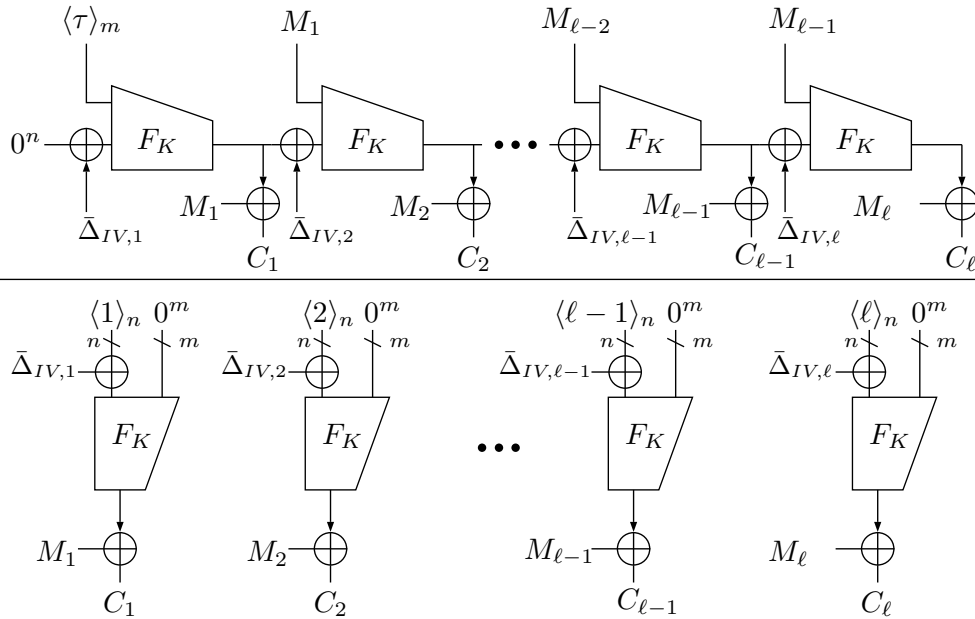 ⟨τ⟩_m M_1 M_{ℓ−2} M_{ℓ−1}
0^n F_K F_K ••• F_K F_K
M_1 M_2 M_{ℓ−1} M_ℓ
Δ̄_{IV,1} Δ̄_{IV,2} Δ̄_{IV,ℓ−1} Δ̄_{IV,ℓ}
C_1 C_2 C_{ℓ−1} C_ℓ
⟨1⟩_n 0^m ⟨2⟩_n 0^m ⟨ℓ − 1⟩_n 0^m ⟨ℓ⟩_n 0^m
n m n m n m n m
Δ̄_{IV,1} Δ̄_{IV,2} Δ̄_{IV,ℓ−1} Δ̄_{IV,ℓ}
F_K F_K ••• F_K F_K
M_1 M_2 M_{ℓ−1} M_ℓ
C_1 C_2 C_{ℓ−1} C_ℓ